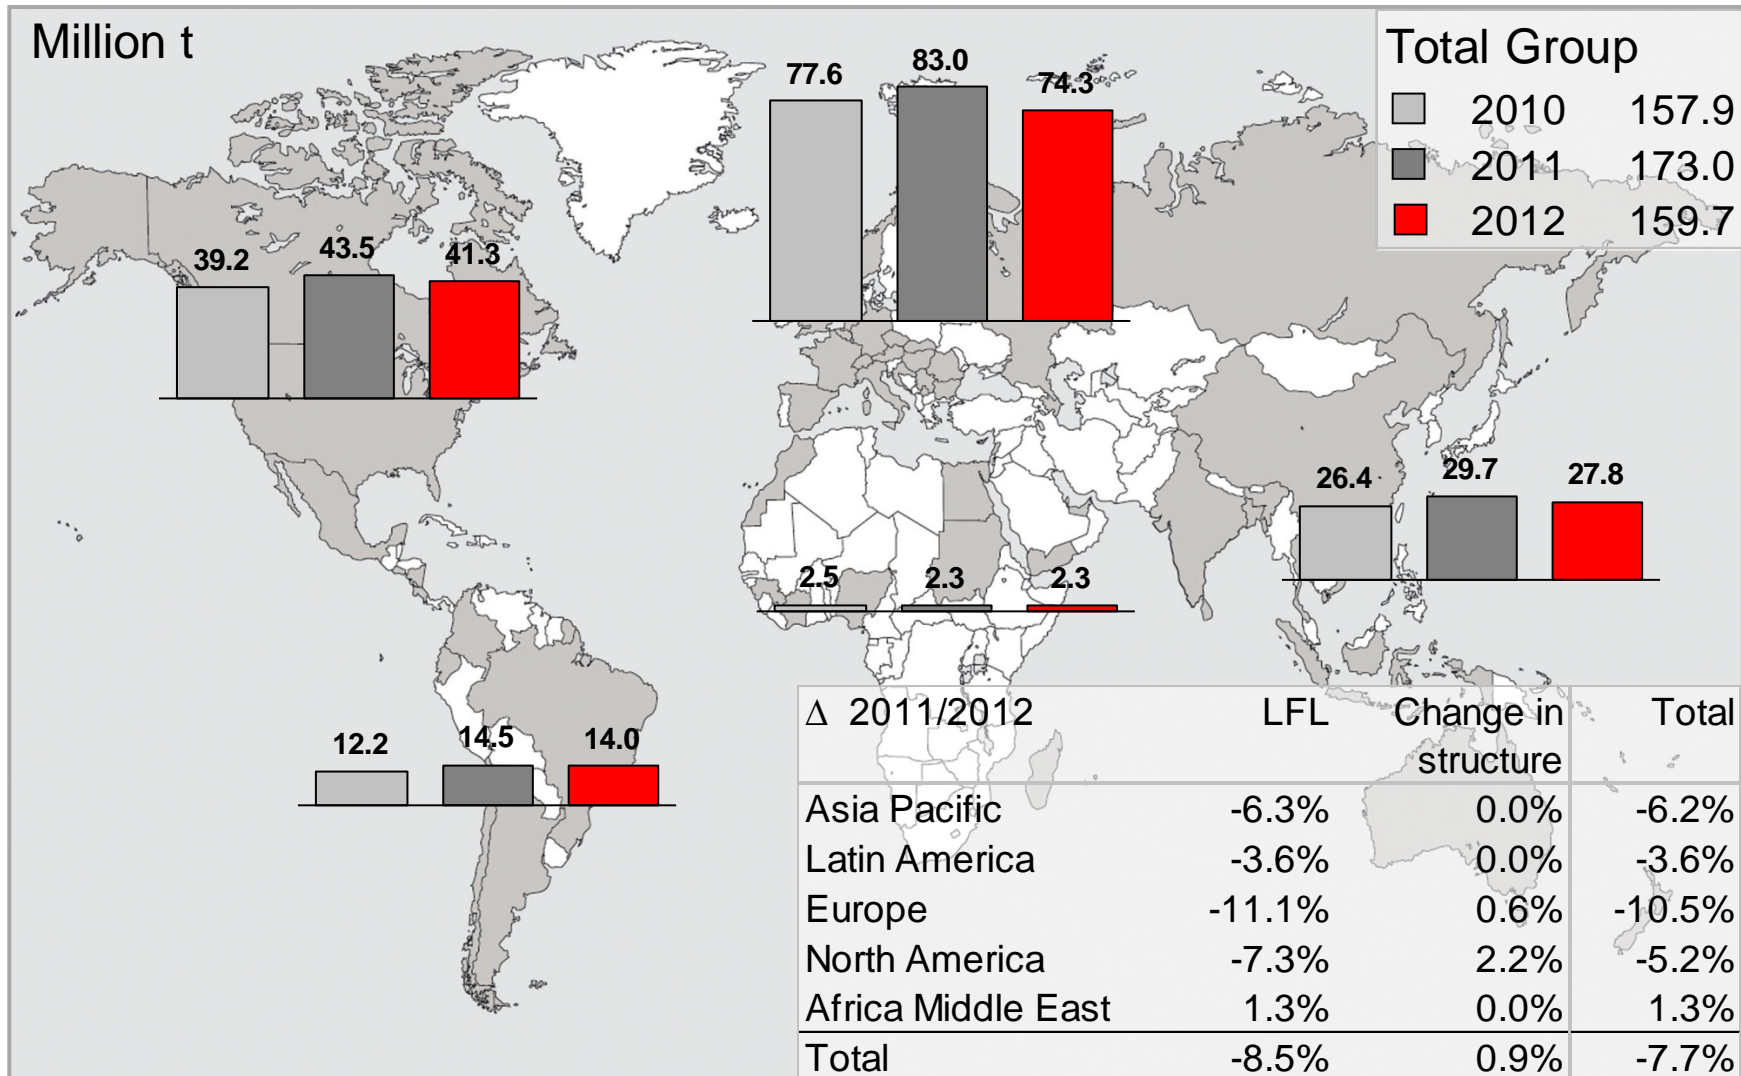 Million t
Total Group
2010 157.9
2011 173.0
2012 159.7
77.6 83.0 74.3
39.2 43.5 41.3
26.4 29.7 27.8
2.5 2.3 2.3
12.2 14.5 14.0
Δ 2011/2012 LFL Change in Total
structure
Asia Pacific -6.3% 0.0% -6.2%
Latin America -3.6% 0.0% -3.6%
Europe -11.1% 0.6% -10.5%
North America -7.3% 2.2% -5.2%
Africa Middle East 1.3% 0.0% 1.3%
Total -8.5% 0.9% -7.7%